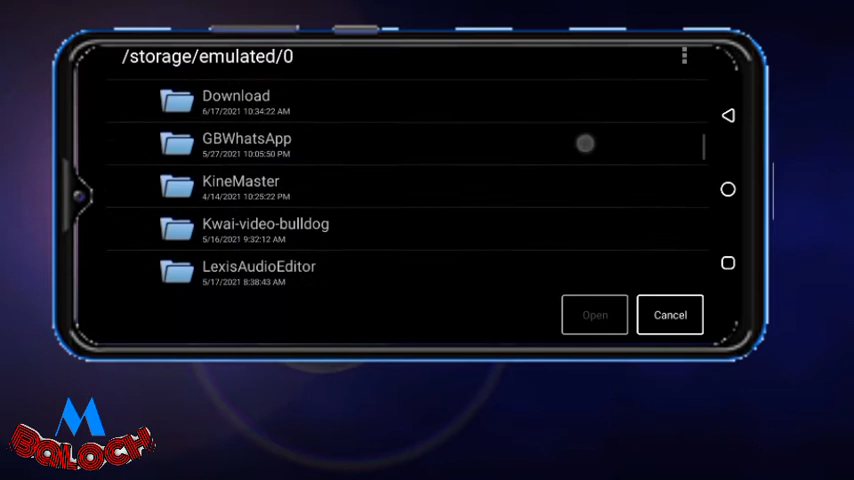 /storage/emulated/0
Download
6/17/2021 10:34:22 AM
GBWhatsApp
5/27/2021 10:05:50 PM
KineMaster
4/14/2021 10:25:22 PM
Kwai-video-bulldog
5/16/2021 9:32:12 AM
LexisAudioEditor
5/17/2021 8:38:43 AM
Open
Cancel
M
BALOCH